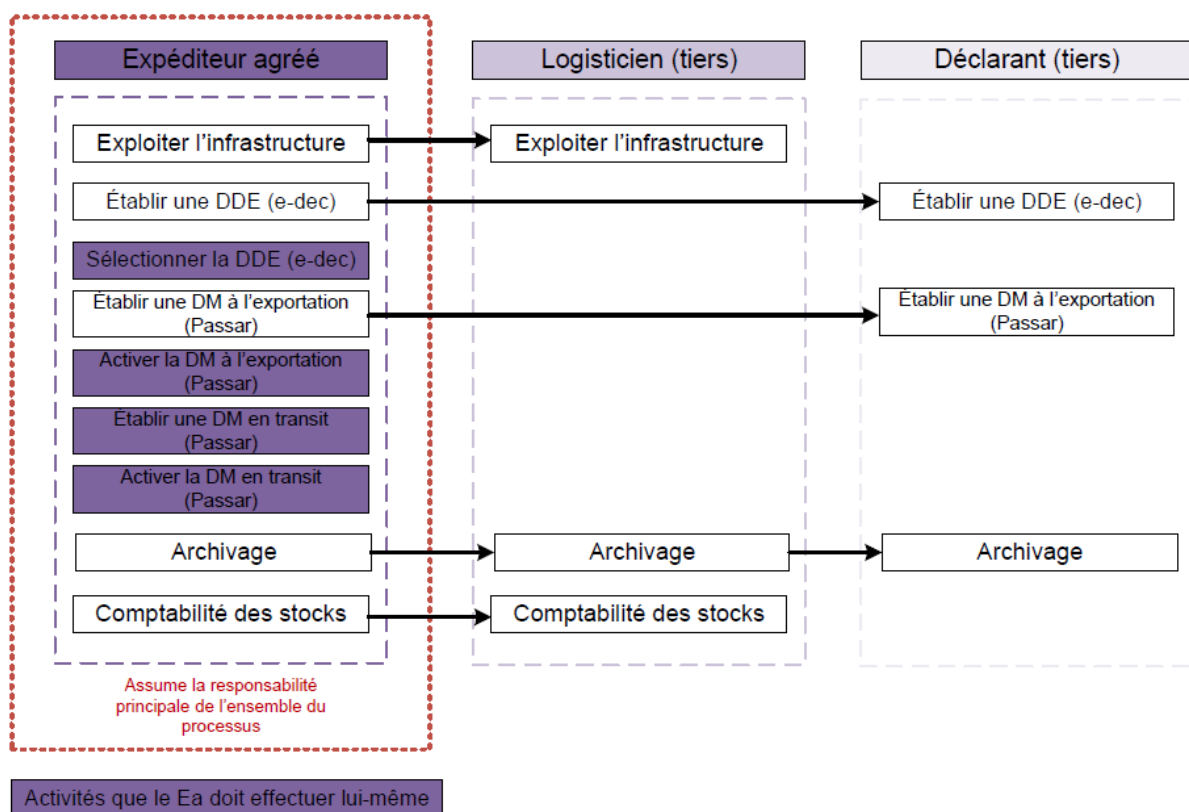 Expéditeur agréé
Logisticien (tiers)
Déclarant (tiers)
Exploiter l'infrastructure
Exploiter l'infrastructure
Établir une DDE (e-dec)
Établir une DDE (e-dec)
Sélectionner la DDE (e-dec)
Établir une DM à l'exportation
(Passar)
Établir une DM à l'exportation
(Passar)
Activer la DM à l'exportation
(Passar)
Établir une DM en transit
(Passar)
Activer la DM en transit
(Passar)
Archivage
Archivage
Archivage
Comptabilité des stocks
Comptabilité des stocks
Assume la responsabilité
principale de l'ensemble du
processus
Activités que le Ea doit effectuer lui-même